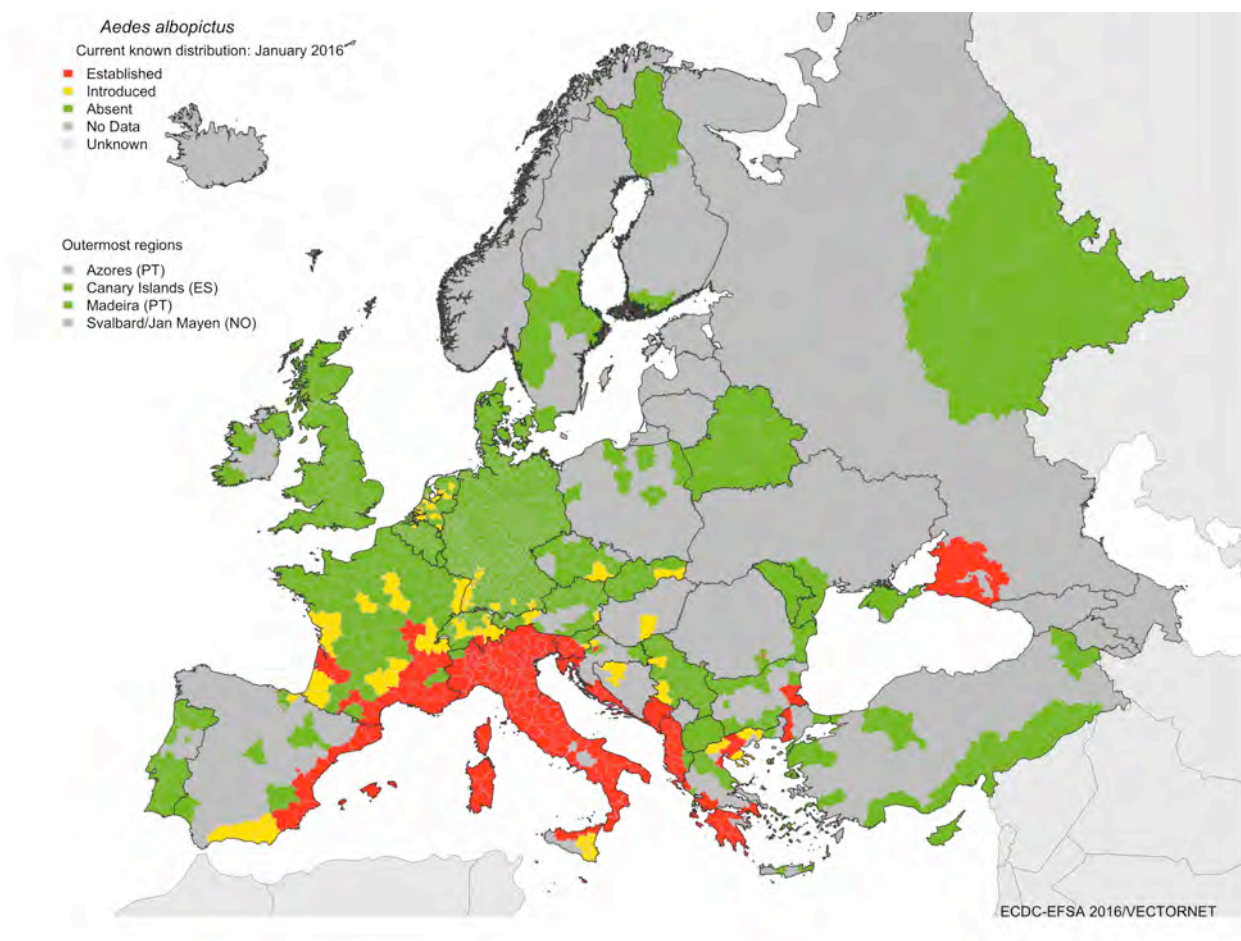 Aedes albopictus
Current known distribution: January 2016
Established
Introduced
Absent
No Data
Unknown
Outermost regions
Azores (PT)
Canary Islands (ES)
Madeira (PT)
Svalbard/Jan Mayen (NO)
ECDC-EFSA 2016/VECTORNET